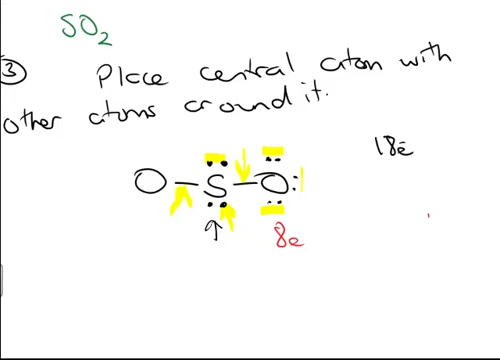 SO2
③ Place central atom with
other atoms around it.
18e
O—S—O
8e